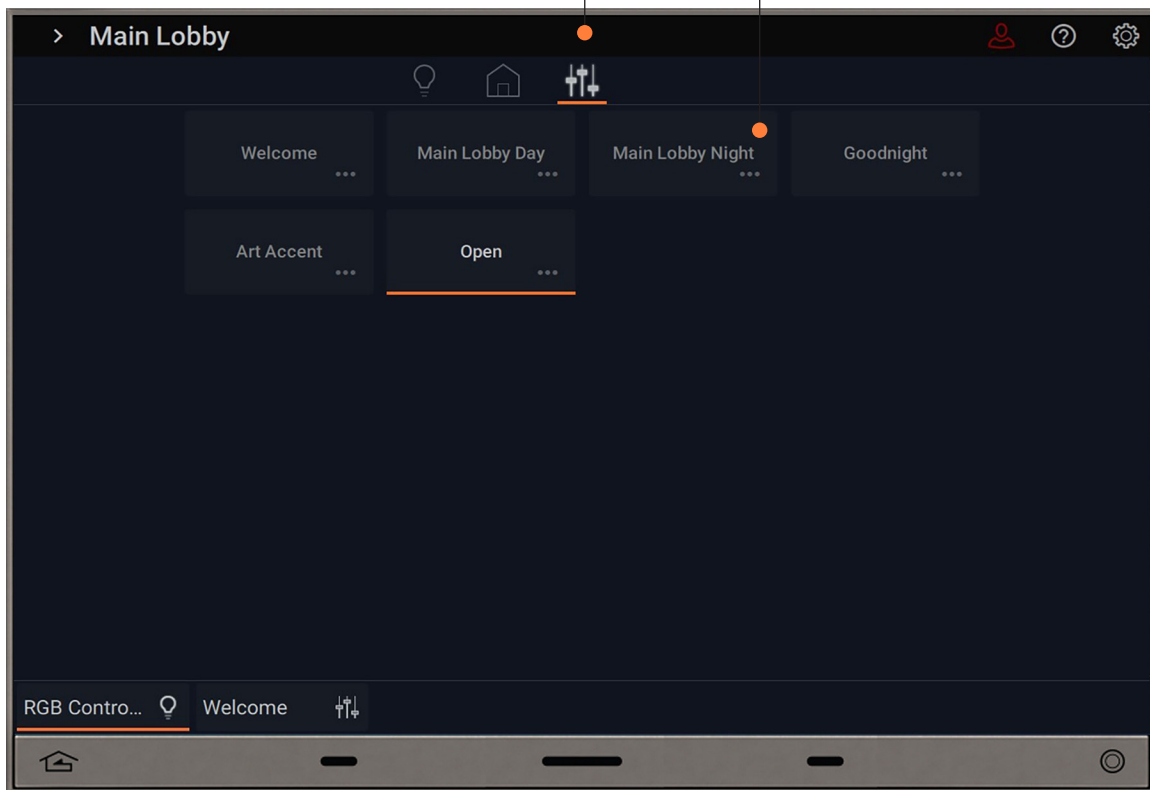 Main Lobby
Welcome
Main Lobby Day
Main Lobby Night
Goodnight
Art Accent
Open
RGB Contro...
Welcome